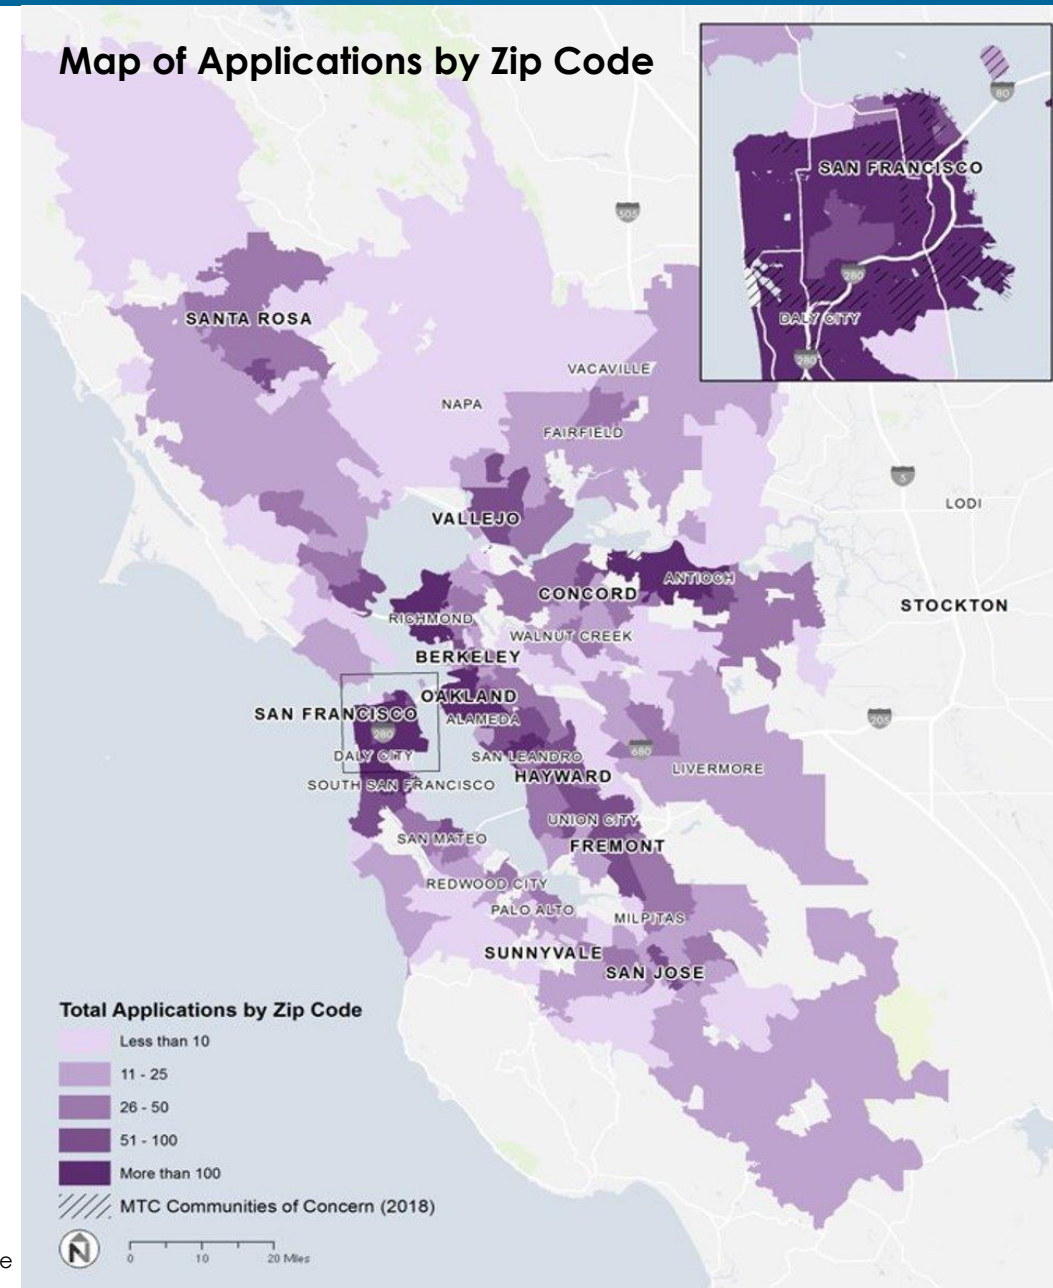 Map of Applications by Zip Code
80
SAN FRANCISCO
280
DALY CITY
280
505
SANTA ROSA
VACAVILLE
NAPA
FAIRFIELD
5
LODI
VALLEJO
ANTIOCH
CONCORD
STOCKTON
RICHMOND
WALNUT CREEK
BERKELEY
OAKLAND
SAN FRANCISCO
ALAMEDA
205
280
680
DALY CITY
SAN LEANDRO
LIVERMORE
HAYWARD
SOUTH SAN FRANCISCO
UNION CITY
SAN MATEO
FREMONT
REDWOOD CITY
PALO ALTO
MILPITAS
SUNNYVALE
SAN JOSE
Total Applications by Zip Code
Less than 10
11 - 25
26 - 50
51 - 100
More than 100
MTC Communities of Concern (2018)
N
0 10 20 Miles
e